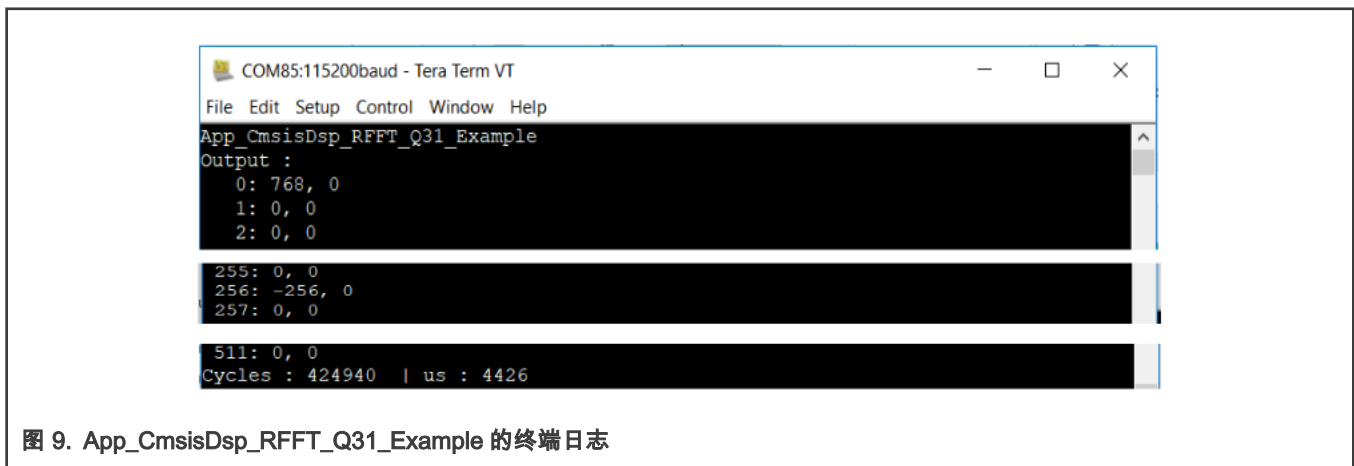 COM85:115200baud - Tera Term VT
File Edit Setup Control Window Help
App_CmsisDsp_RFFT_Q31_Example
Output :
0: 768, 0
1: 0, 0
2: 0, 0
255: 0, 0
256: -256, 0
257: 0, 0
511: 0, 0
Cycles : 424940 | us : 4426
图 9. App_CmsisDsp_RFFT_Q31_Example 的终端日志